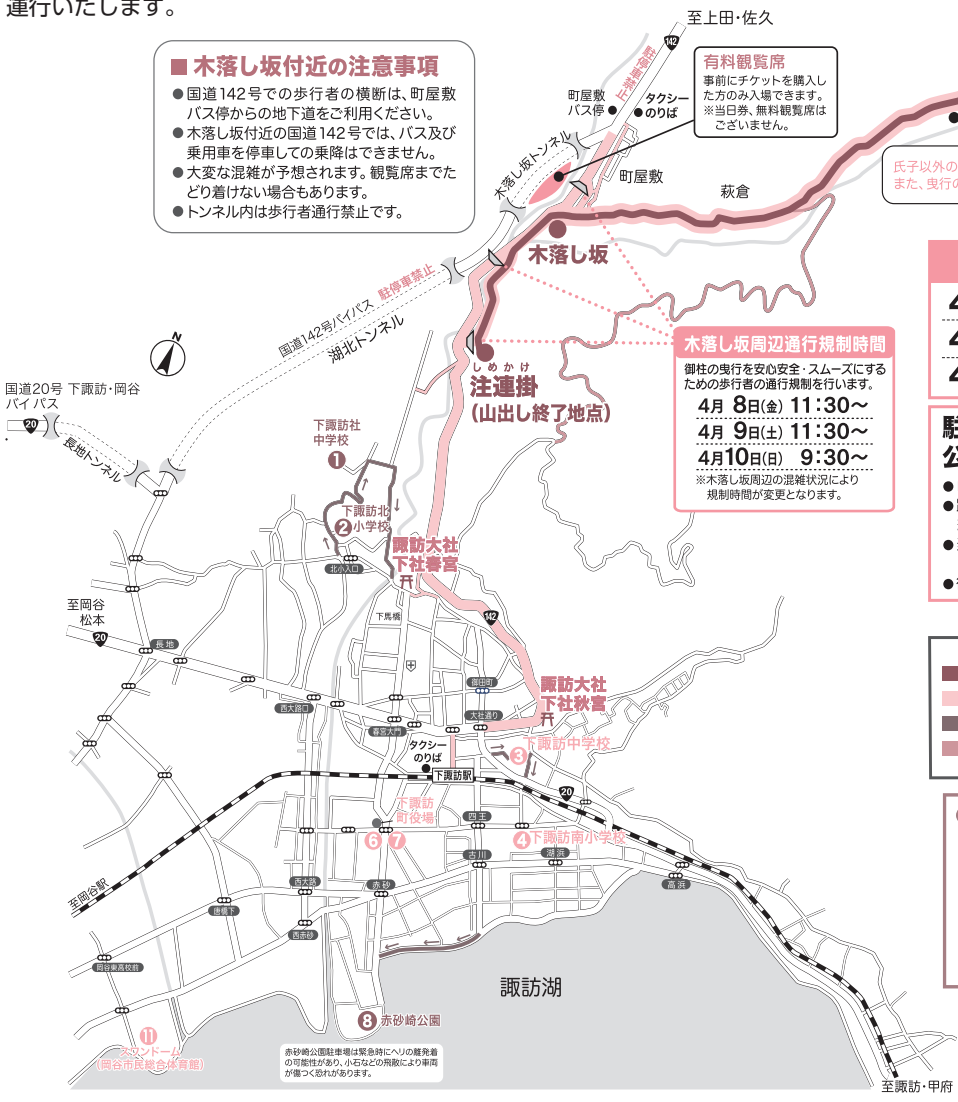 運行いたします。
至上田・佐久
142
駐停車禁止
■ 木落し坂付近の注意事項
●国道142号での歩行者の横断は、町屋敷
バス停からの地下道をご利用ください。
●木落し坂付近の国道142号では、バス及び
乗用車を停車しての乗降はできません。
●大変な混雑が予想されます。観覧席までた
どり着けない場合もあります。
●トンネル内は歩行者通行禁止です。
有料観覧席
事前にチケットを購入し
た方のみ入場できます。
※当日券、無料観覧席は
ございません。
町屋敷
バス停
タクシー
のりば
木落し坂トンネル
町屋敷
萩倉
氏子以外の
また、曳行の
木落し坂
駐停車禁止
国道142号バイパス
湖北トンネル
N
しめかけ
注連掛
(山出し終了地点)
木落し坂周辺通行規制時間
御柱の曳行を安心安全・スムーズにする
ための歩行者の通行規制を行います。
4月 8日(金) 11:30～
4月 9日(土) 11:30～
4月10日(日) 9:30～
※木落し坂周辺の混雑状況により
規制時間が変更となります。
国道20号 下諏訪・岡谷
バイパス
20
長地トンネル
下諏訪社
中学校
1
下諏訪北
2 小学校
諏訪大社
下社春宮
北小入口
至岡谷
松本
20
長地
下馬橋
142
御田町
諏訪大社
下社秋宮
西大路口
大社通り
春宮大門
タクシー
のりば
3 下諏訪中学校
下諏訪駅
20
下諏訪
町役場
6 7
四王
4 下諏訪南小学校
古川
湖浜
高浜
至岡谷駅
西大路
赤砂
唐橋下
西赤砂
岡谷東高校前
諏訪湖
8 赤砂崎公園
11
スワンドーム
(岡谷市民総合体育館)
赤砂崎公園駐車場は緊急時にヘリの離発着
の可能性があり、小石などの飛散により車両
が傷つく恐れがあります。
至諏訪・甲府